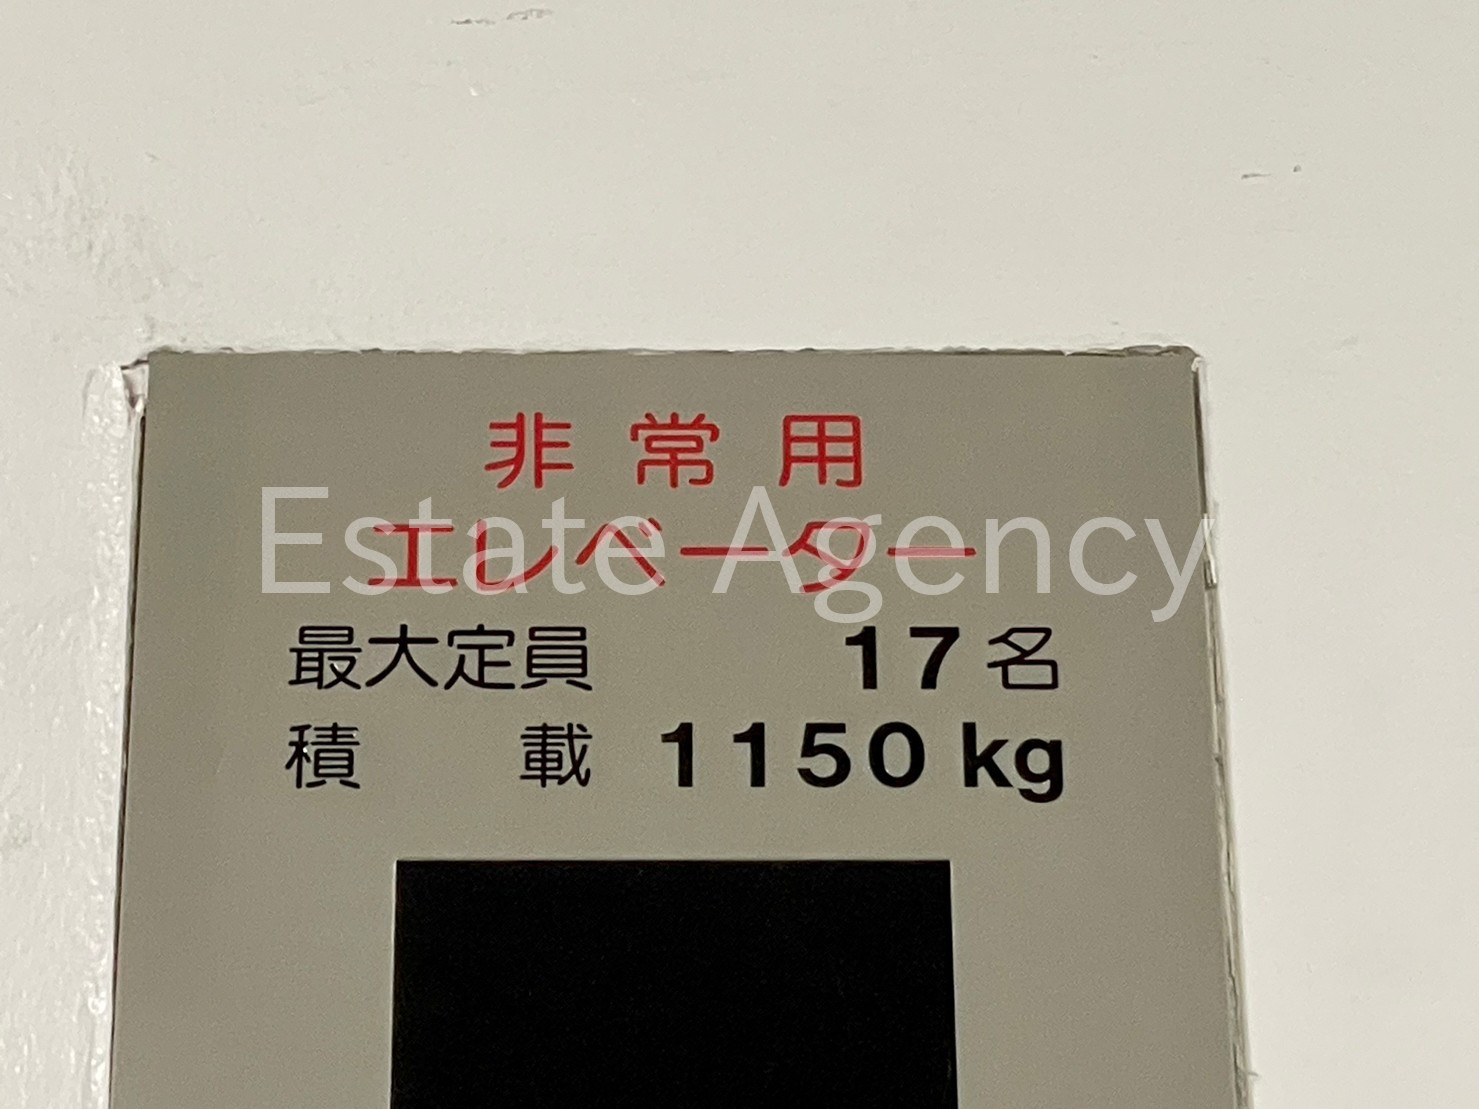 非常用
エレベーター
Estate Agency
最大定員 17名
積載 1150kg